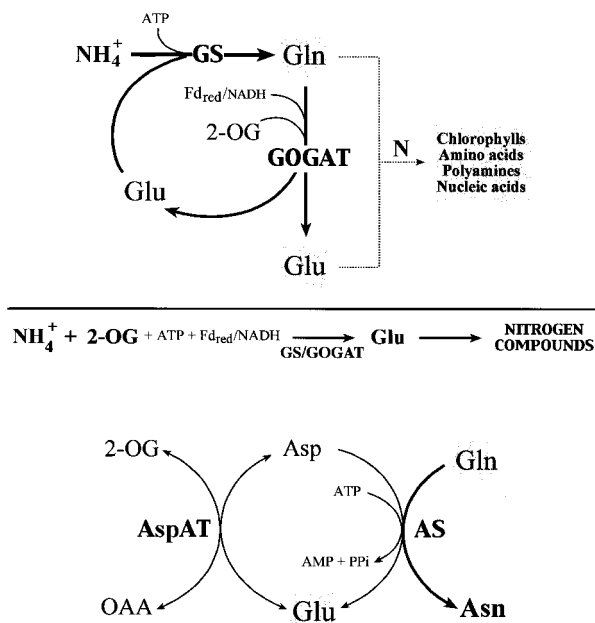 ATP
NH₄⁺ GS Gln
Fd_red/NADH
2-OG
GOGAT
N
Chlorophylls
Amino acids
Polyamines
Nucleic acids
Glu
Glu
NH₄⁺ + 2-OG + ATP + Fd_red/NADH GS/GOGAT Glu NITROGEN COMPOUNDS
2-OG Asp Gln
ATP
AspAT AS
AMP + PPi
OAA Glu Asn